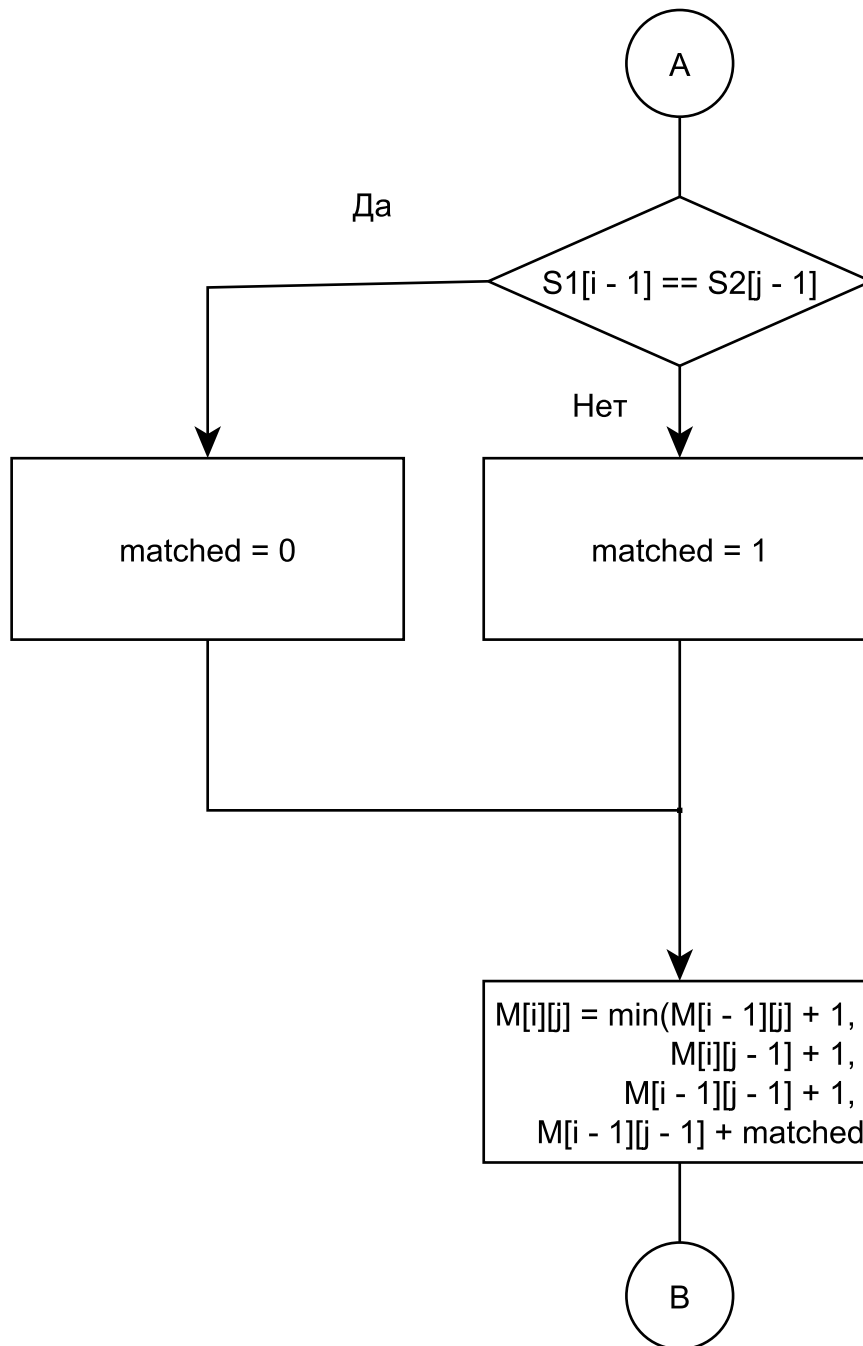 A
Да
S1[i - 1] == S2[j - 1]
Нет
matched = 0
matched = 1
M[i][j] = min(M[i - 1][j] + 1,
M[i][j - 1] + 1,
M[i - 1][j - 1] + 1,
M[i - 1][j - 1] + matched
B